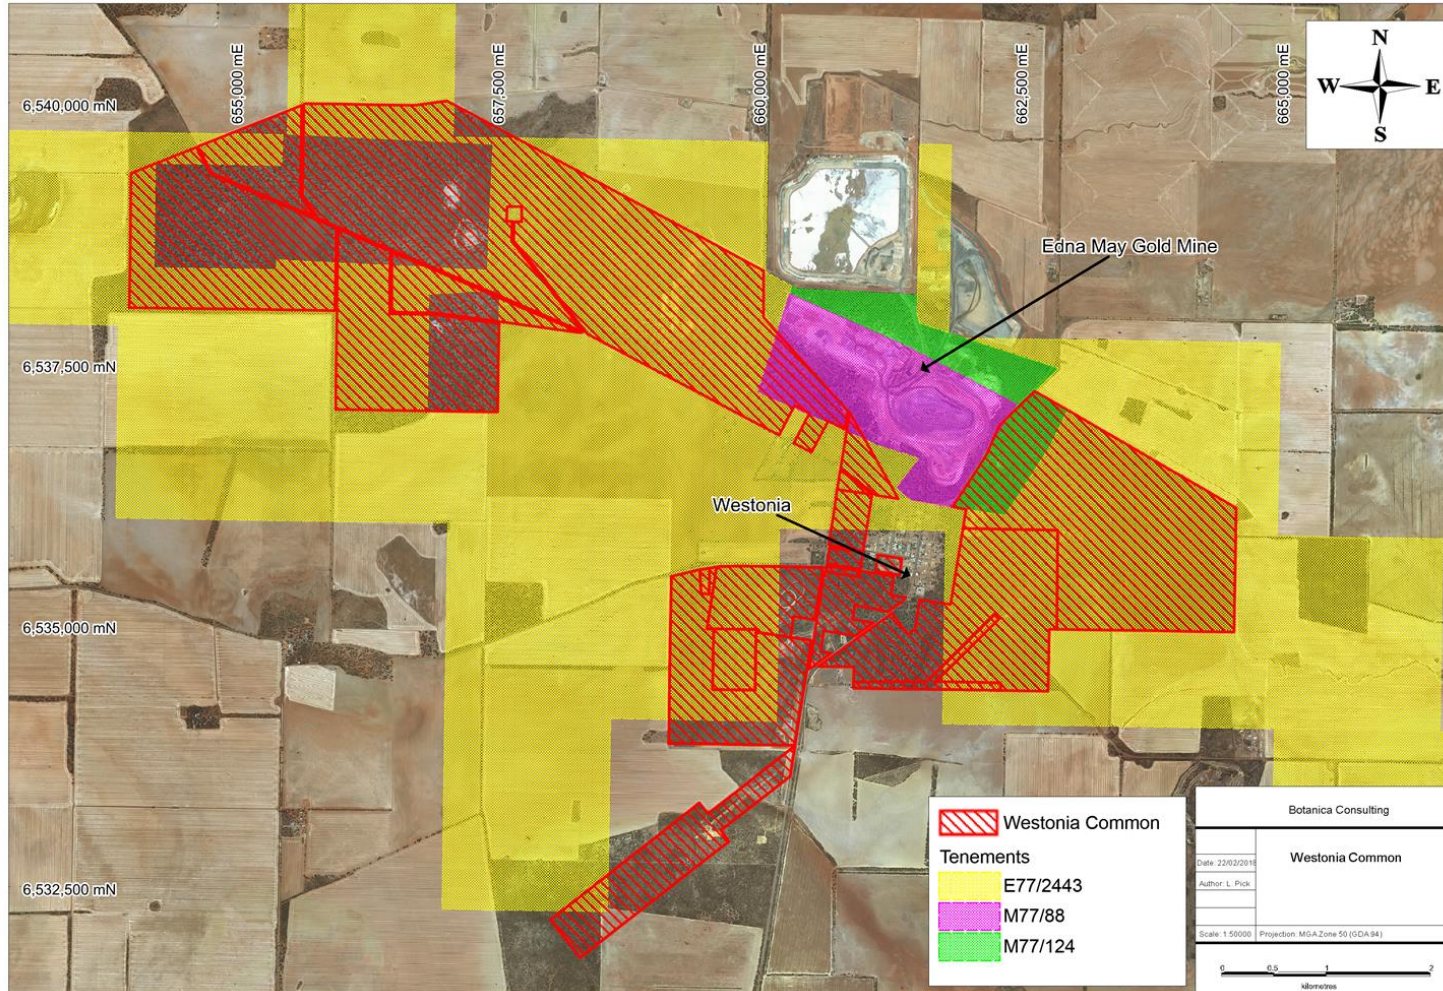 N
W E
S
655,000 mE
657,500 mE
660,000 mE
662,500 mE
665,000 mE
6,540,000 mN
6,537,500 mN
6,535,000 mN
6,532,500 mN
Edna May Gold Mine
Westonia
Westonia Common
Tenements
E77/2443
M77/88
M77/124
Botanica Consulting
Westonia Common
Date: 22/02/2018
Author: L. Pick
Scale: 1:50000
Projection: MGA Zone 50 (GDA 94)
0 0.5 1 2
kilometres